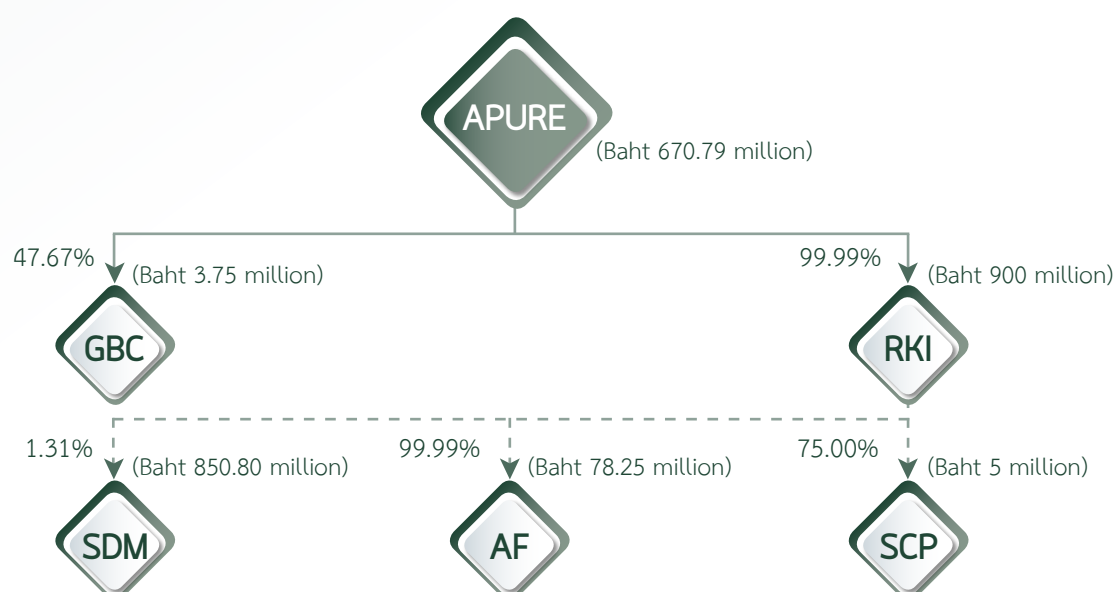 APURE
(Baht 670.79 million)
47.67%
(Baht 3.75 million)
99.99%
(Baht 900 million)
GBC
RKI
1.31%
(Baht 850.80 million)
99.99%
(Baht 78.25 million)
75.00%
(Baht 5 million)
SDM
AF
SCP